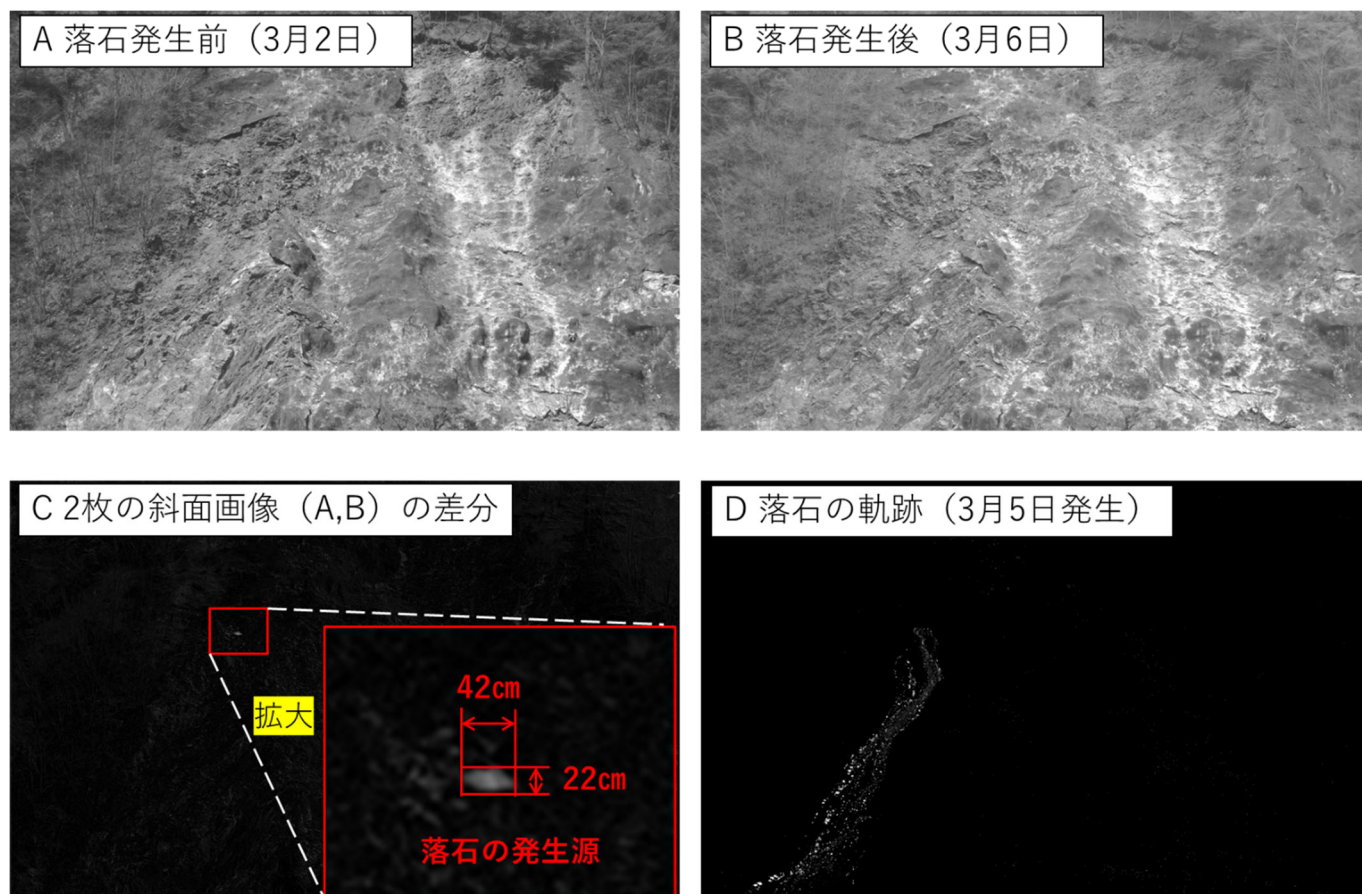 A 落石発生前（3月2日）
B 落石発生後（3月6日）
C 2枚の斜面画像（A,B）の差分
拡大
42㎝
22㎝
落石の発生源
D 落石の軌跡（3月5日発生）